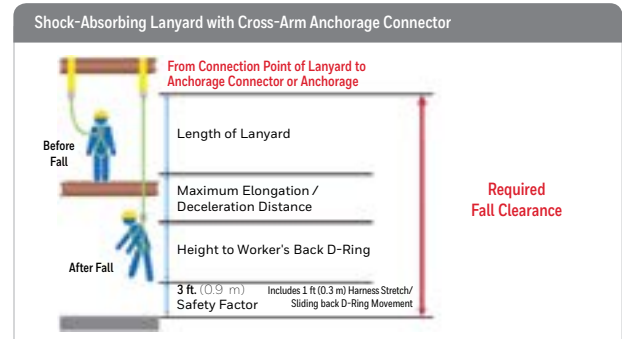 Shock-Absorbing Lanyard with Cross-Arm Anchorage Connector
From Connection Point of Lanyard to
Anchorage Connector or Anchorage
Before
Fall
Length of Lanyard
Maximum Elongation /
Deceleration Distance
Required
Fall Clearance
Height to Worker's Back D-Ring
After Fall
3 ft. (0.9 m)
Safety Factor
Includes 1 ft (0.3 m) Harness Stretch/
Sliding back D-Ring Movement